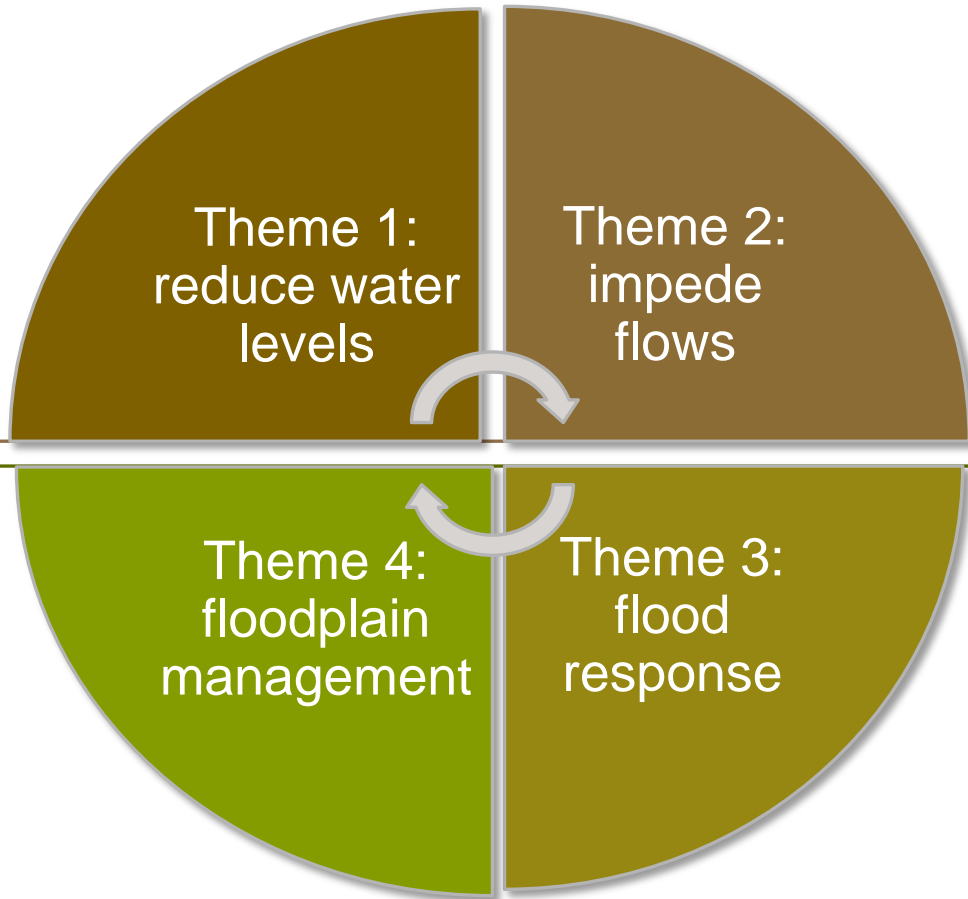 Theme 1:
reduce water
levels
Theme 2:
impede
flows
Theme 4:
floodplain
management
Theme 3:
flood
response